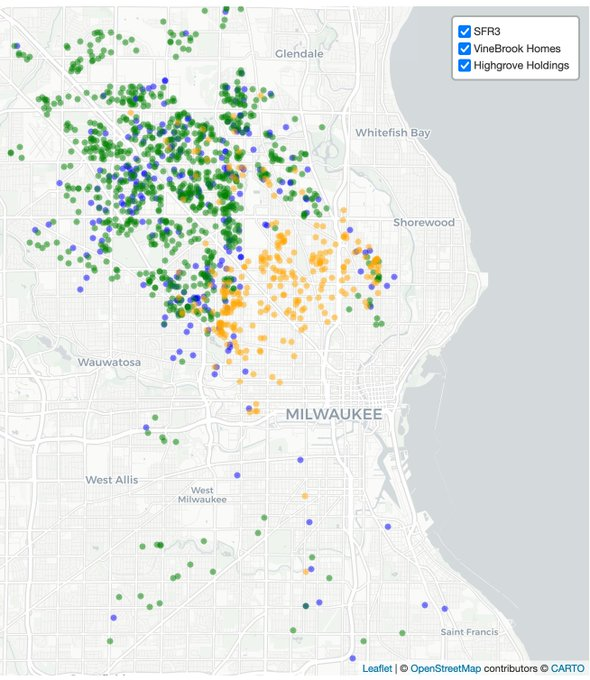 SFR3
VineBrook Homes
Highgrove Holdings
Glendale
Whitefish Bay
Shorewood
Wauwatosa
MILWAUKEE
West Allis
West
Milwaukee
Saint Francis
Leaflet | © OpenStreetMap contributors © CARTO